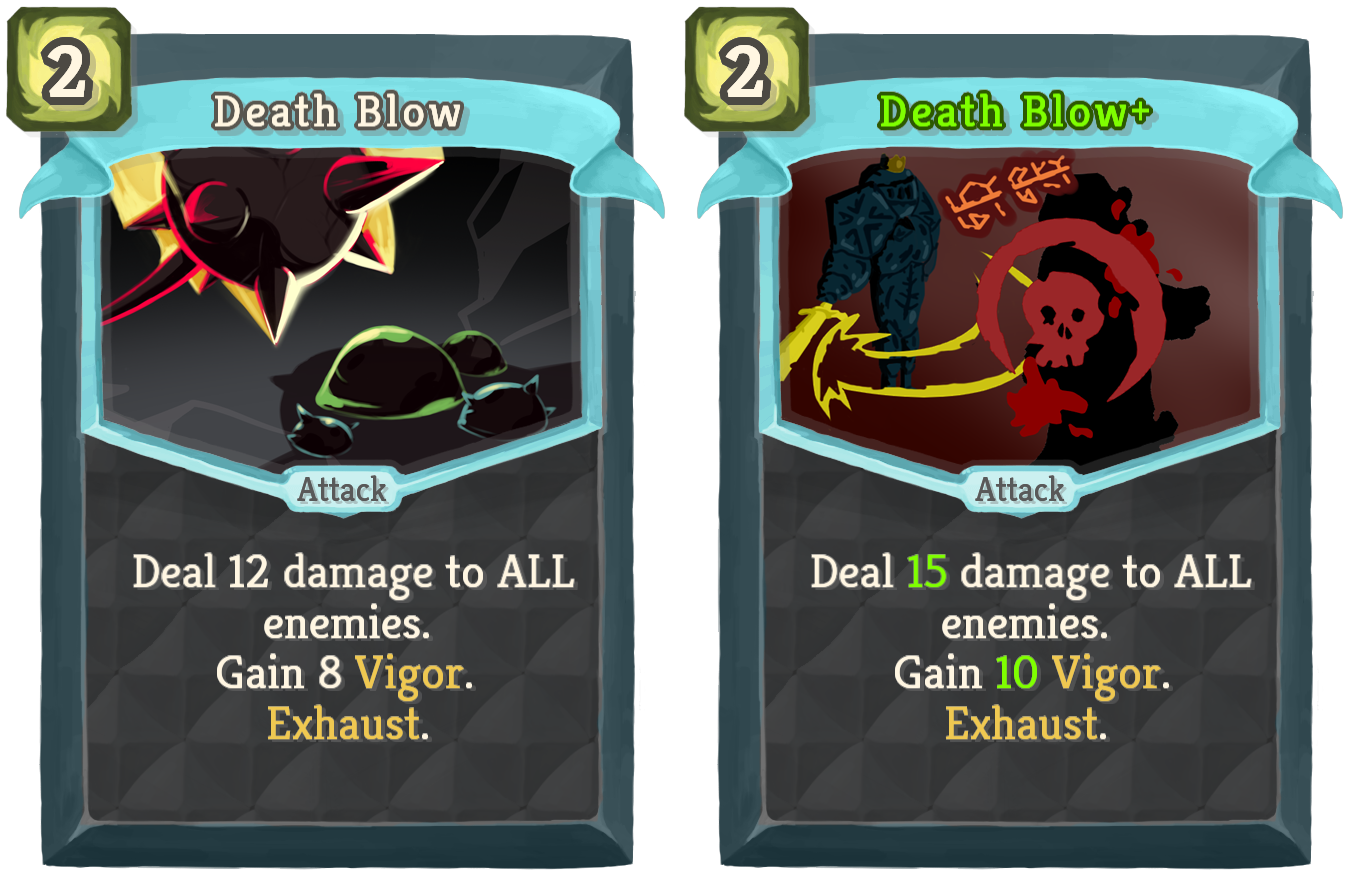 2
Death Blow
Attack
Deal 12 damage to ALL
enemies.
Gain 8 Vigor.
Exhaust.
2
Death Blow+
Attack
Deal 15 damage to ALL
enemies.
Gain 10 Vigor.
Exhaust.